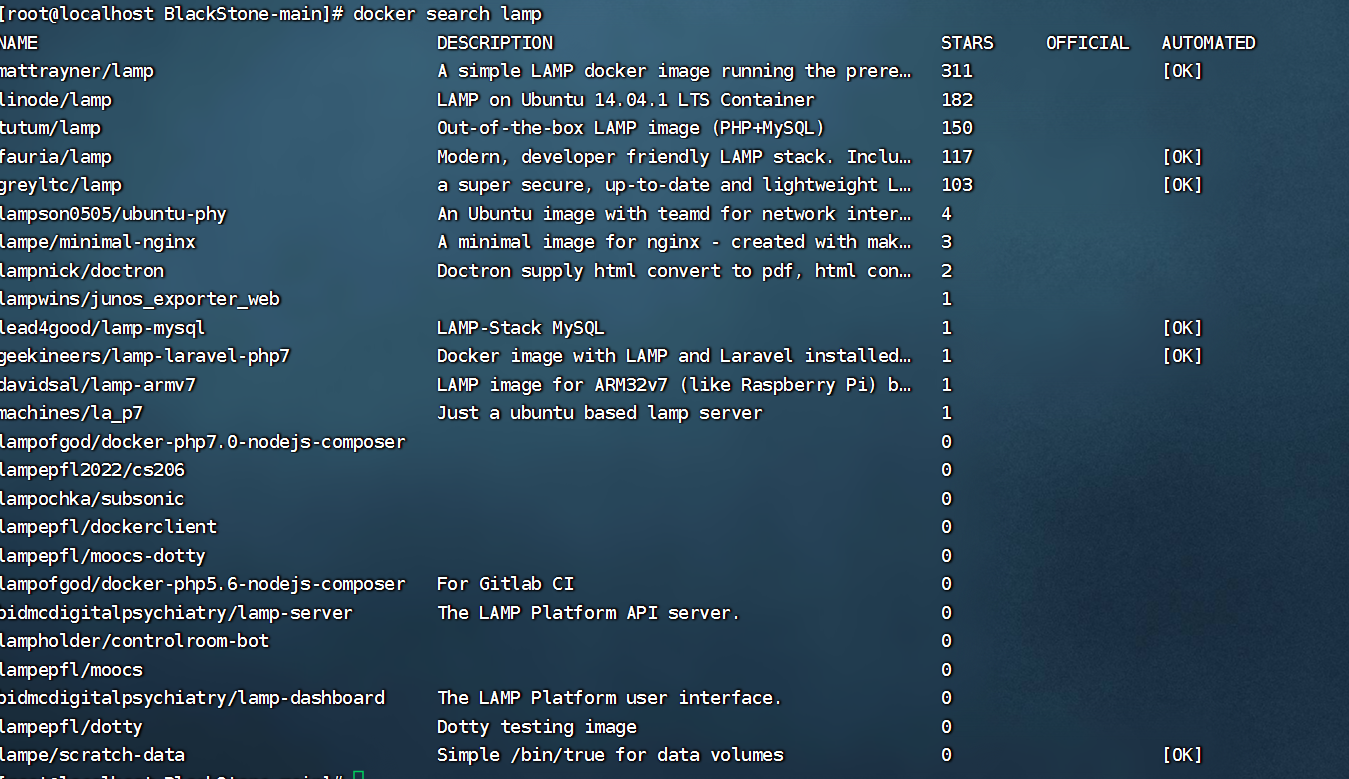 [root@localhost BlackStone-main]# docker search lamp
NAME DESCRIPTION STARS OFFICIAL AUTOMATED
mattrayner/lamp A simple LAMP docker image running the prere… 311 [OK]
linode/lamp LAMP on Ubuntu 14.04.1 LTS Container 182
tutum/lamp Out-of-the-box LAMP image (PHP+MySQL) 150
fauria/lamp Modern, developer friendly LAMP stack. Inclu… 117 [OK]
greyltc/lamp a super secure, up-to-date and lightweight L… 103 [OK]
lampson0505/ubuntu-phy An Ubuntu image with teamd for network inter… 4
lampe/minimal-nginx A minimal image for nginx - created with mak… 3
lampnick/doctron Doctron supply html convert to pdf, html con… 2
lampwins/junos_exporter_web 1
lead4good/lamp-mysql LAMP-Stack MySQL 1 [OK]
geekineers/lamp-laravel-php7 Docker image with LAMP and Laravel installed… 1 [OK]
davidsal/lamp-armv7 LAMP image for ARM32v7 (like Raspberry Pi) b… 1
machines/la_p7 Just a ubuntu based lamp server 1
lampofgod/docker-php7.0-nodejs-composer 0
lampepfl2022/cs206 0
lampochka/subsonic 0
lampepfl/dockerclient 0
lampepfl/moocs-dotty 0
lampofgod/docker-php5.6-nodejs-composer For Gitlab CI 0
bidmcdigitalpsychiatry/lamp-server The LAMP Platform API server. 0
lampholder/controlroom-bot 0
lampepfl/moocs 0
bidmcdigitalpsychiatry/lamp-dashboard The LAMP Platform user interface. 0
lampepfl/dotty Dotty testing image 0
lampe/scratch-data Simple /bin/true for data volumes 0 [OK]
[root@localhost BlackStone-main]#